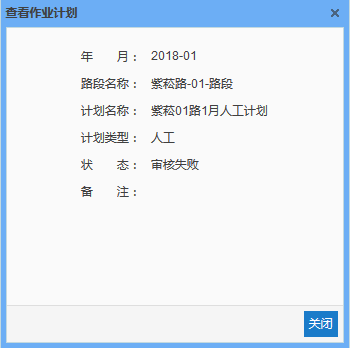 查看作业计划
年 月： 2018-01
路段名称： 紫菘路-01-路段
计划名称： 紫菘01路1月人工计划
计划类型： 人工
状 态： 审核失败
备 注：
关闭